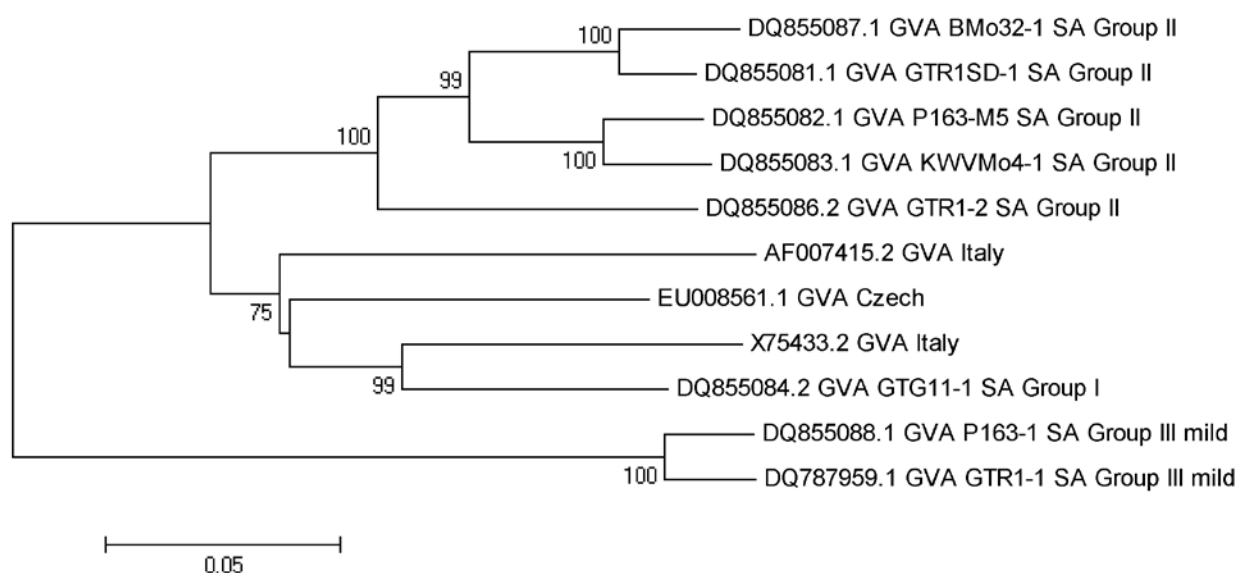 100
DQ855087.1 GVA BMo32-1 SA Group II
DQ855081.1 GVA GTR1SD-1 SA Group II
99
DQ855082.1 GVA P163-M5 SA Group II
100
100
DQ855083.1 GVA KWVMo4-1 SA Group II
DQ855086.2 GVA GTR1-2 SA Group II
AF007415.2 GVA Italy
75
EU008561.1 GVA Czech
X75433.2 GVA Italy
99
DQ855084.2 GVA GTG11-1 SA Group I
DQ855088.1 GVA P163-1 SA Group III mild
100
DQ787959.1 GVA GTR1-1 SA Group III mild
0.05